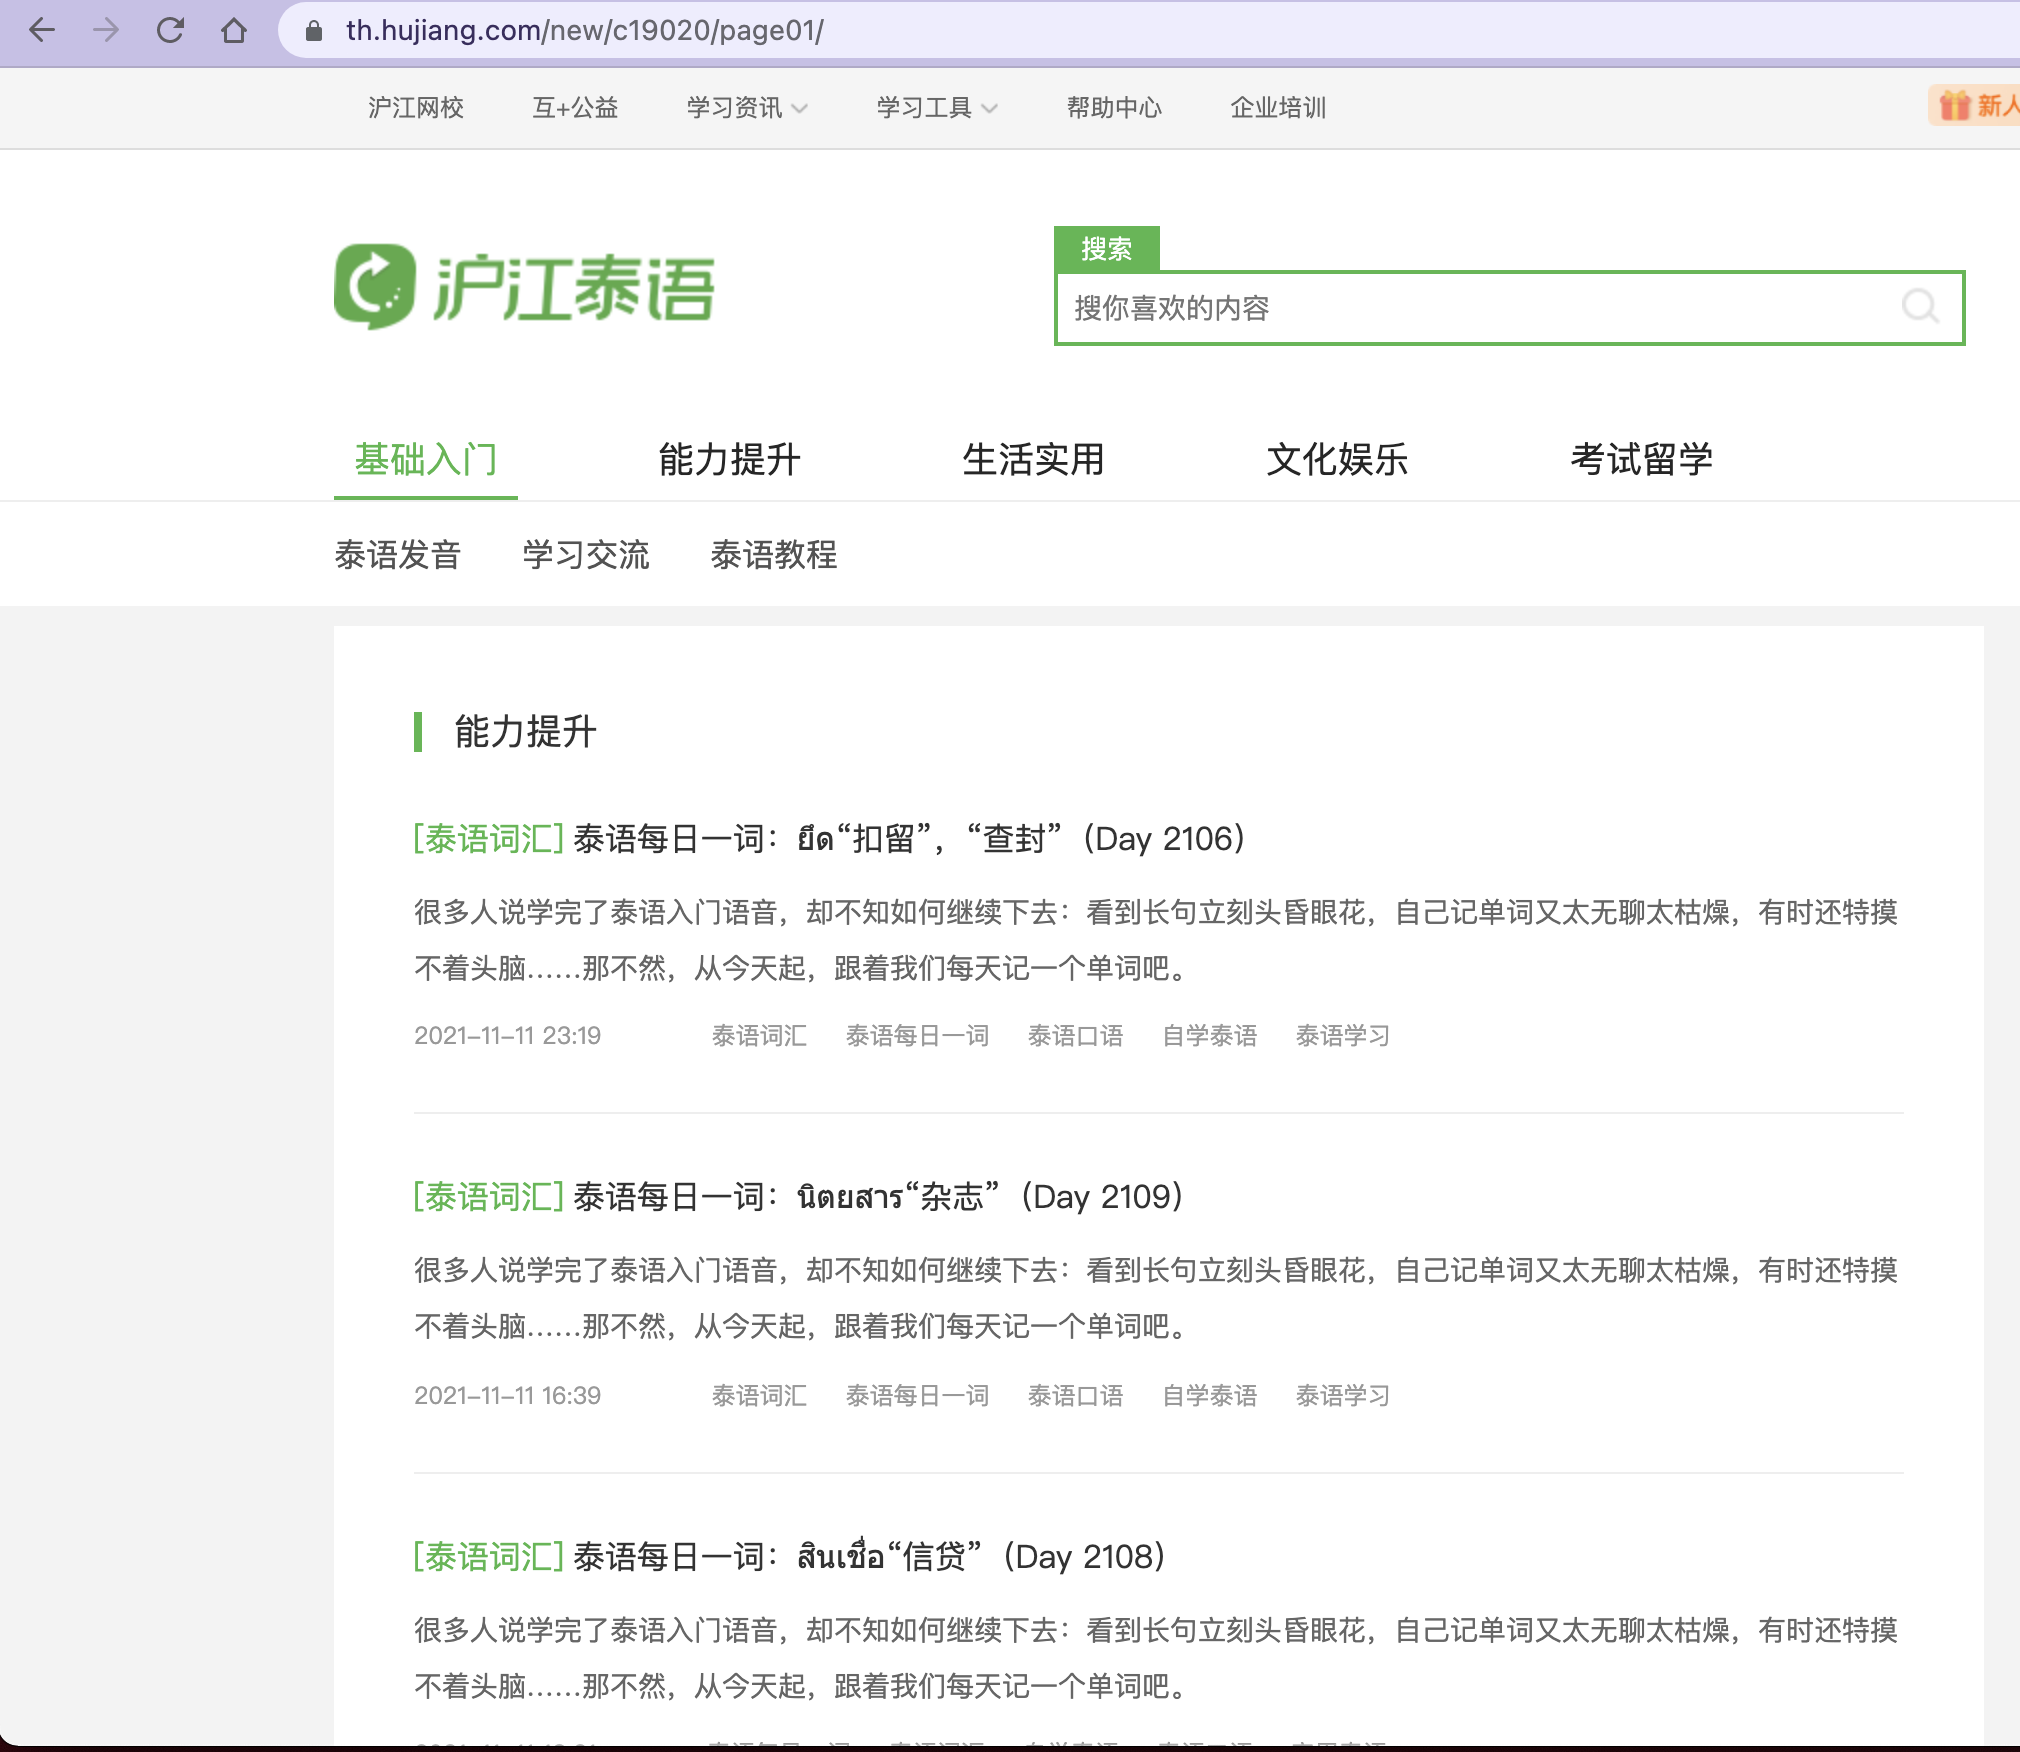 th.hujiang.com/new/c19020/page01/
沪江网校 互+公益 学习资讯 学习工具 帮助中心 企业培训 新人
沪江泰语
搜索
搜你喜欢的内容
基础入门 能力提升 生活实用 文化娱乐 考试留学
泰语发音 学习交流 泰语教程
能力提升
[泰语词汇] 泰语每日一词：ยึด“扣留”，“查封”（Day 2106）
很多人说学完了泰语入门语音，却不知如何继续下去：看到长句立刻头昏眼花，自己记单词又太无聊太枯燥，有时还特摸
不着头脑……那不然，从今天起，跟着我们每天记一个单词吧。
2021-11-11 23:19 泰语词汇 泰语每日一词 泰语口语 自学泰语 泰语学习
[泰语词汇] 泰语每日一词：นิตยสาร“杂志”（Day 2109）
很多人说学完了泰语入门语音，却不知如何继续下去：看到长句立刻头昏眼花，自己记单词又太无聊太枯燥，有时还特摸
不着头脑……那不然，从今天起，跟着我们每天记一个单词吧。
2021-11-11 16:39 泰语词汇 泰语每日一词 泰语口语 自学泰语 泰语学习
[泰语词汇] 泰语每日一词：สินเชื่อ“信贷”（Day 2108）
很多人说学完了泰语入门语音，却不知如何继续下去：看到长句立刻头昏眼花，自己记单词又太无聊太枯燥，有时还特摸
不着头脑……那不然，从今天起，跟着我们每天记一个单词吧。